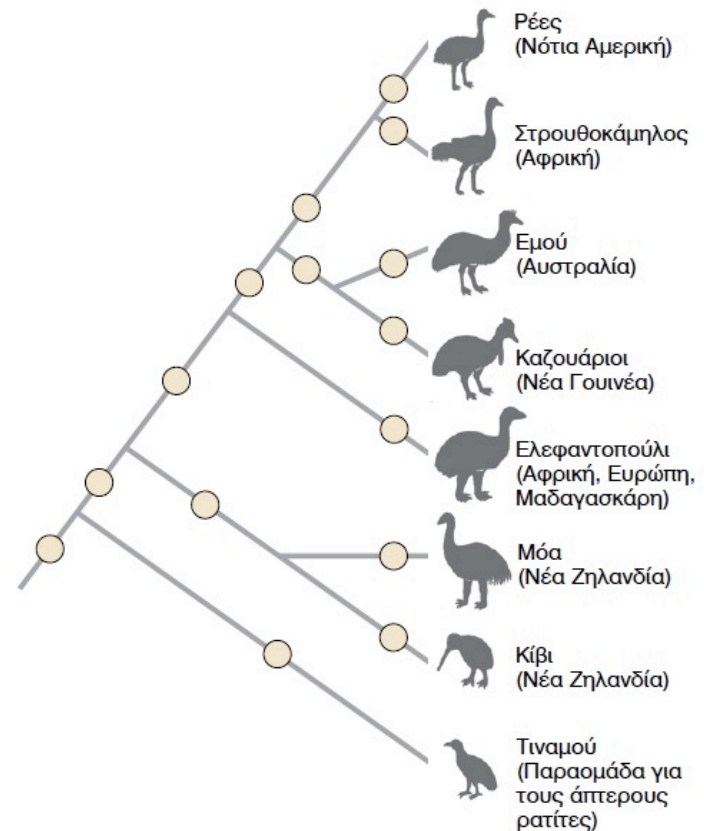 Ρέες
(Νότια Αμερική)
Στρουθοκάμηλος
(Αφρική)
Εμού
(Αυστραλία)
Καζουάριοι
(Νέα Γουινέα)
Ελεφαντοπούλι
(Αφρική, Ευρώπη,
Μαδαγασκάρη)
Μόα
(Νέα Ζηλανδία)
Κίβι
(Νέα Ζηλανδία)
Τιναμού
(Παραομάδα για
τους άπτερους
ρατίτες)